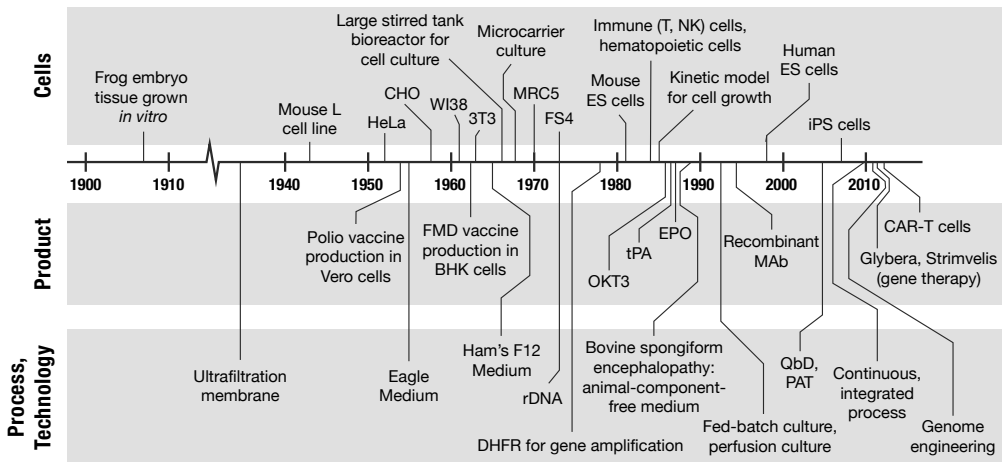 Cells
Frog embryo
tissue grown
in vitro
Mouse L
cell line
HeLa
CHO
Large stirred tank
bioreactor for
cell culture
WI38
3T3
Microcarrier
culture
MRC5
FS4
Immune (T, NK) cells,
hematopoietic cells
Mouse
ES cells
Kinetic model
for cell growth
Human
ES cells
iPS cells
1900
1910
1940
1950
1960
1970
1980
1990
2000
2010
Product
Polio vaccine
production in
Vero cells
FMD vaccine
production in
BHK cells
OKT3
tPA
EPO
Recombinant
MAb
CAR-T cells
Glybera, Strimvelis
(gene therapy)
Process,
Technology
Ultrafiltration
membrane
Eagle
Medium
Ham's F12
Medium
rDNA
DHFR for gene amplification
Bovine spongiform
encephalopathy:
animal-component-
free medium
Fed-batch culture,
perfusion culture
QbD,
PAT
Continuous,
integrated
process
Genome
engineering